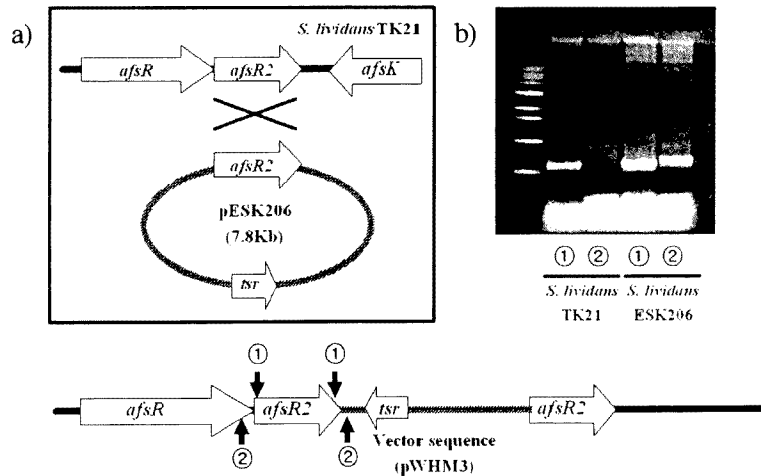 a)
S. lividans TK21
afsR
afsR2
afsK
afsR2
pESK206
(7.8Kb)
tsr
b)
① ② ① ②
S. lividans S. lividans
TK21 ESK206
① ①
afsR afsR2 tsr afsR2
② ②
Vector sequence
(pWHM3)